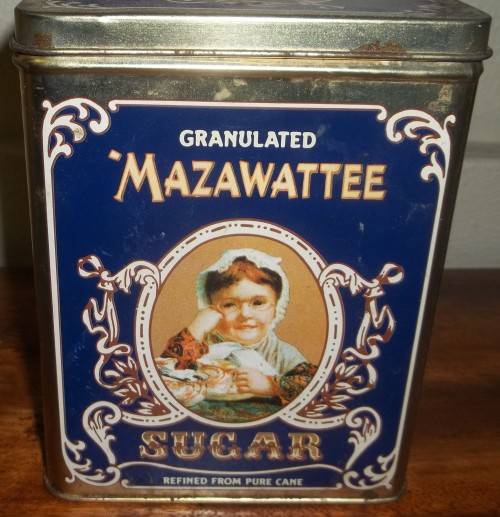 GRANULATED
'MAZAWATTEE
SUGAR
REFINED FROM PURE CANE